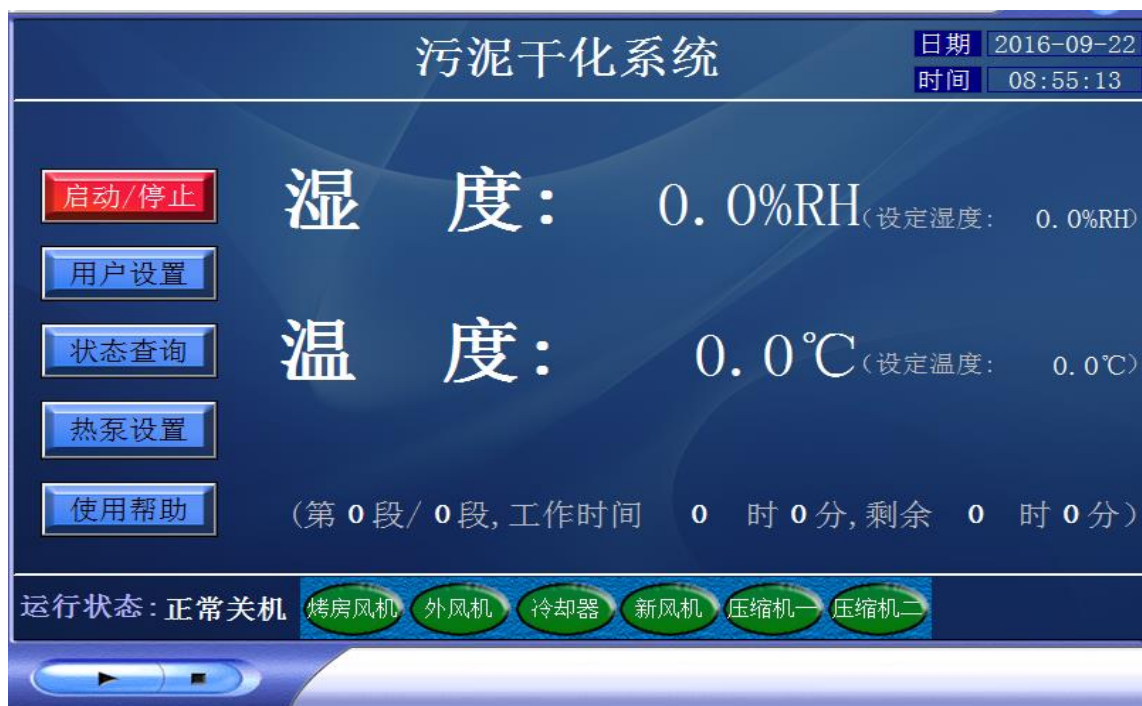 污泥干化系统
日期 2016-09-22
时间 08:55:13
启动/停止
湿 度: 0.0%RH(设定湿度: 0.0%RH)
用户设置
状态查询
温 度: 0.0℃(设定温度: 0.0℃)
热泵设置
使用帮助
(第 0 段/ 0 段,工作时间 0 时 0 分,剩余 0 时 0 分)
运行状态:正常关机 烤房风机 外风机 冷却器 新风机 压缩机一 压缩机二